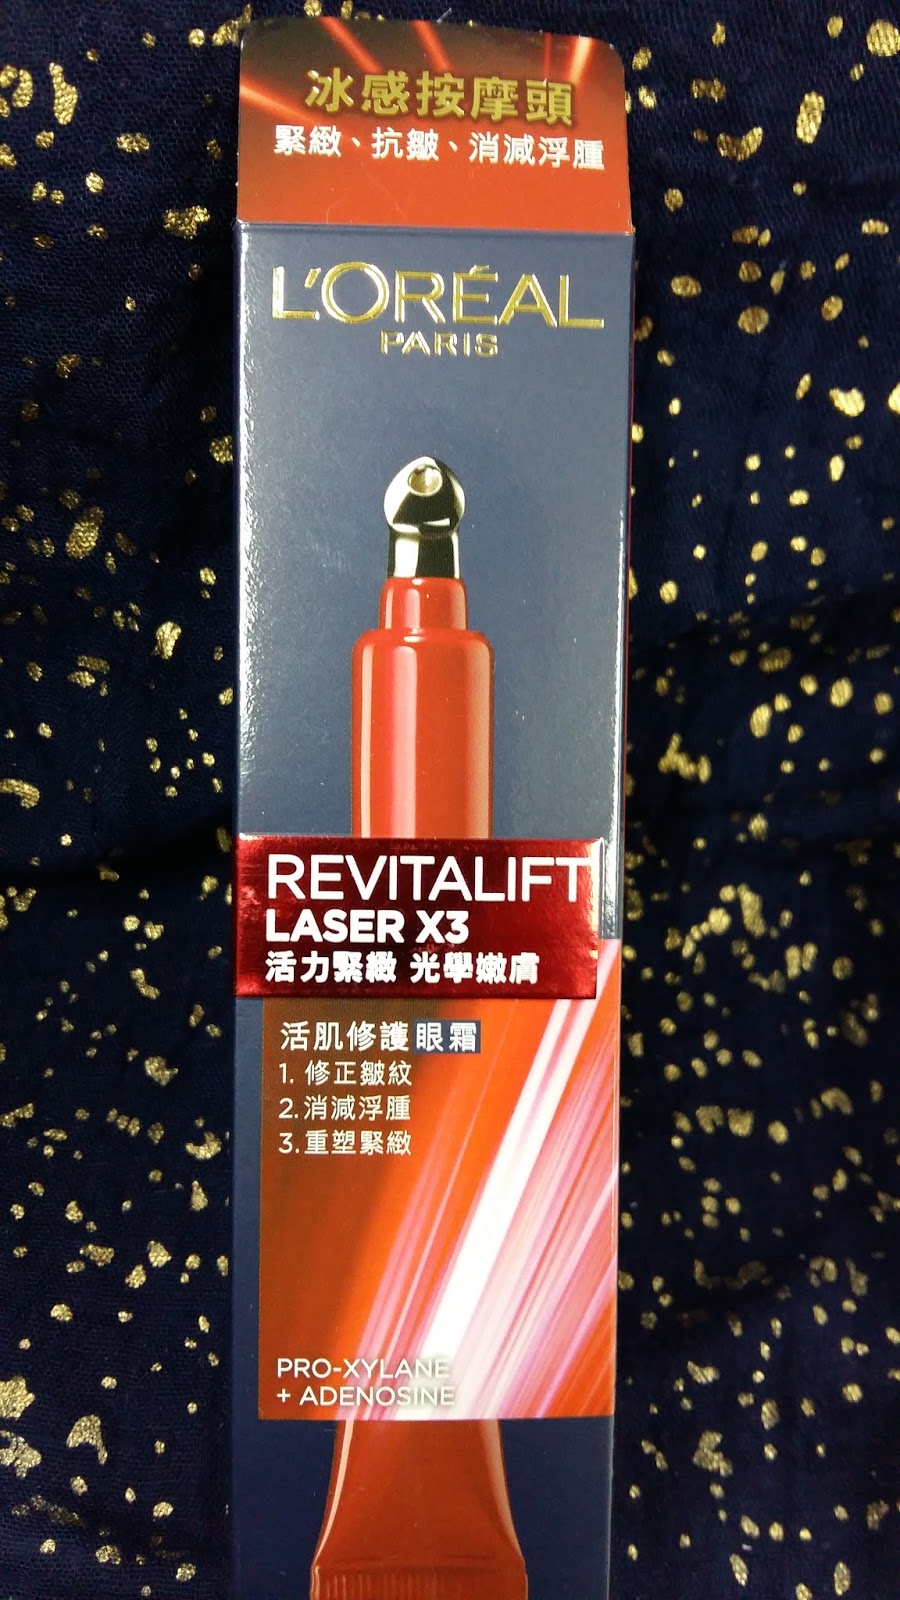 冰感按摩頭
緊緻、抗皺、消減浮腫
L'ORÉAL
PARIS
REVITALIFT
LASER X3
活力緊緻 光學嫩膚
活肌修護眼霜
1. 修正皺紋
2.消減浮腫
3.重塑緊緻
PRO-XYLANE
+ ADENOSINE